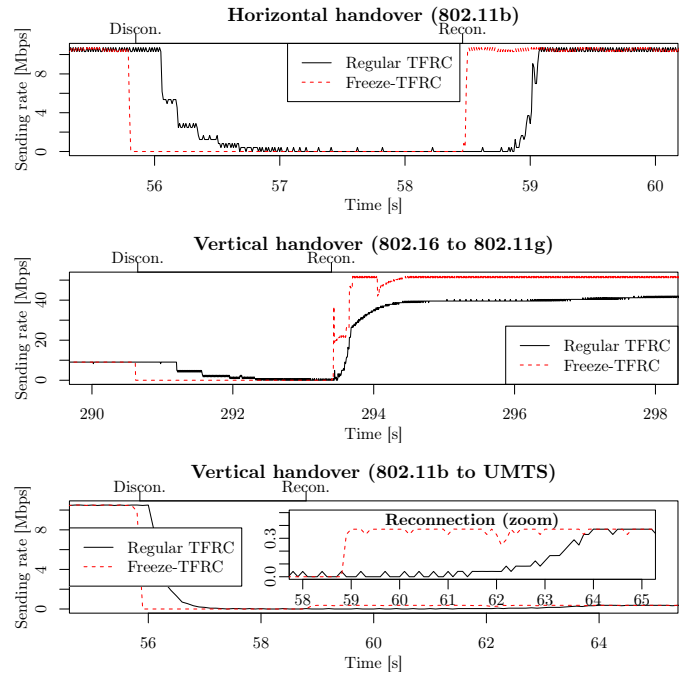 Horizontal handover (802.11b)
Discon. Recon.
Sending rate [Mbps]
0 4 10
Regular TFRC
Freeze-TFRC
56 57 58 59 60
Time [s]
Vertical handover (802.16 to 802.11g)
Discon. Recon.
Sending rate [Mbps]
0 20 40
Regular TFRC
Freeze-TFRC
290 292 294 296 298
Time [s]
Vertical handover (802.11b to UMTS)
Discon. Recon.
Sending rate [Mbps]
0 4 10
Regular TFRC
Freeze-TFRC
Reconnection (zoom)
0.0 0.3
58 59 60 61 62 63 64 65
56 58 60 62 64
Time [s]